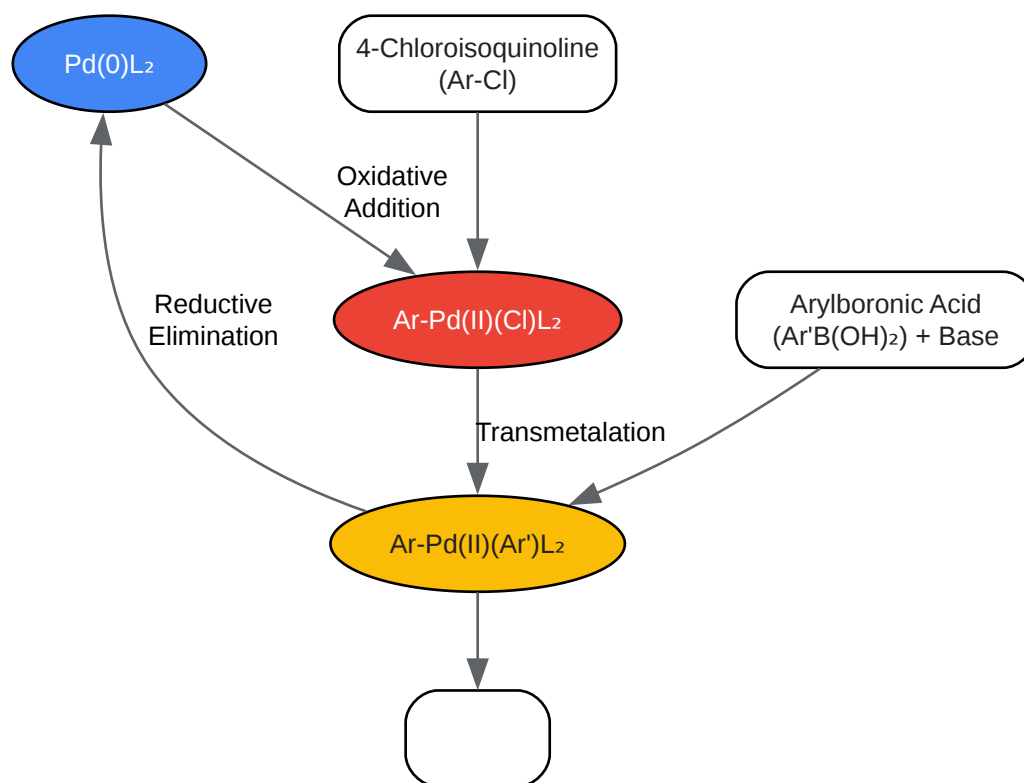 Pd(0)L₂
4-Chloroisoquinoline
(Ar-Cl)
Oxidative
Addition
Reductive
Elimination
Ar-Pd(II)(Cl)L₂
Arylboronic Acid
(Ar'B(OH)₂) + Base
Transmetalation
Ar-Pd(II)(Ar')L₂